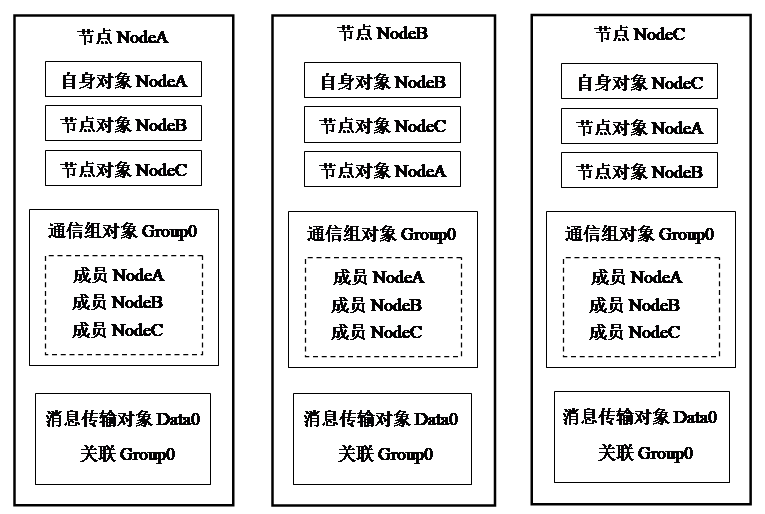 节点 NodeA
自身对象 NodeA
节点对象 NodeB
节点对象 NodeC
通信组对象 Group0
成员 NodeA
成员 NodeB
成员 NodeC
消息传输对象 Data0
关联 Group0
节点 NodeB
自身对象 NodeB
节点对象 NodeC
节点对象 NodeA
通信组对象 Group0
成员 NodeA
成员 NodeB
成员 NodeC
消息传输对象 Data0
关联 Group0
节点 NodeC
自身对象 NodeC
节点对象 NodeA
节点对象 NodeB
通信组对象 Group0
成员 NodeA
成员 NodeB
成员 NodeC
消息传输对象 Data0
关联 Group0